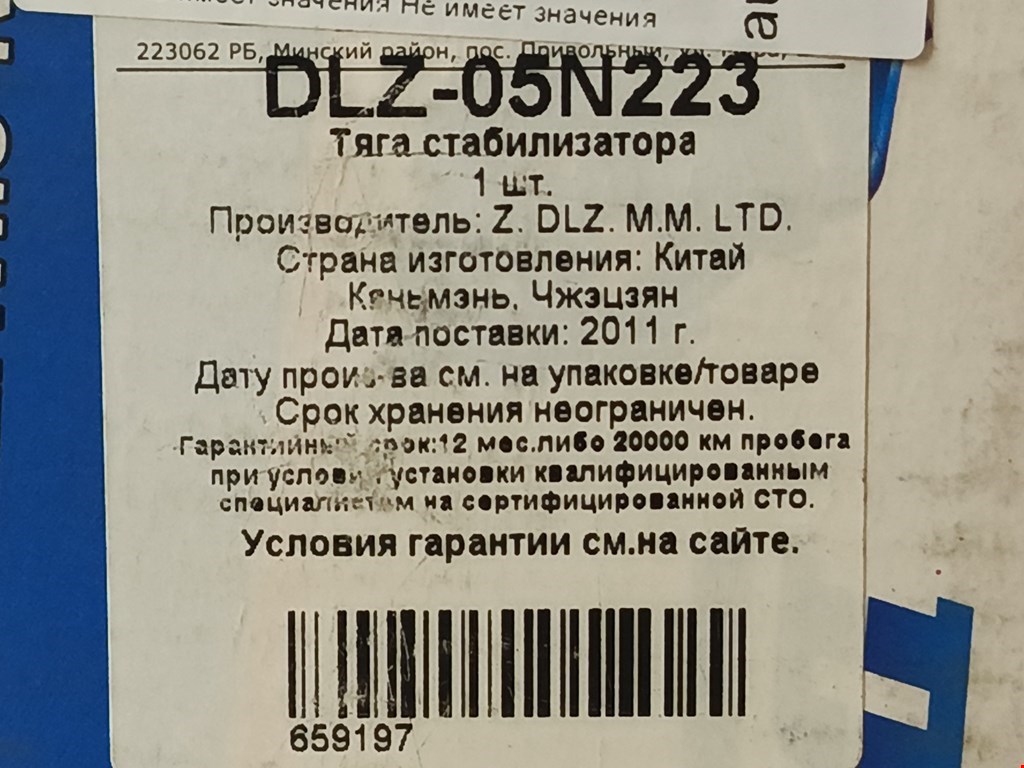 значения Не имеет значения
223062 РБ, Минский район, пос. Привольный,
DLZ-05N223
Тяга стабилизатора
1 шт.
Производитель: Z. DLZ. M.M. LTD.
Страна изготовления: Китай
Чжэцзян
Дата поставки: 2011 г.
Дату произ-ва см. на упаковке/товаре
Срок хранения неограничен.
Гарантийный срок:12 мес.либо 20000 км пробега
при условии установки квалифицированным
специалистом на сертифицированной СТО.
Условия гарантии см.на сайте.
659197